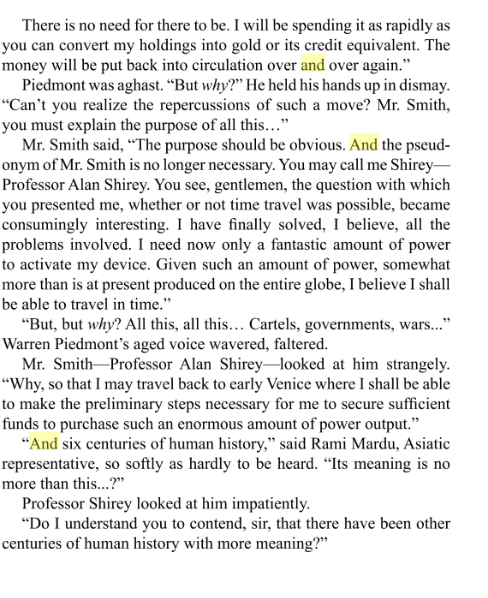 There is no need for there to be. I will be spending it as rapidly as
you can convert my holdings into gold or its credit equivalent. The
money will be put back into circulation over and over again.”
Piedmont was aghast. “But why?” He held his hands up in dismay.
“Can’t you realize the repercussions of such a move? Mr. Smith,
you must explain the purpose of all this…”
Mr. Smith said, “The purpose should be obvious. And the pseud-
onym of Mr. Smith is no longer necessary. You may call me Shirey—
Professor Alan Shirey. You see, gentlemen, the question with which
you presented me, whether or not time travel was possible, became
consumingly interesting. I have finally solved, I believe, all the
problems involved. I need now only a fantastic amount of power
to activate my device. Given such an amount of power, somewhat
more than is at present produced on the entire globe, I believe I shall
be able to travel in time.”
“But, but why? All this, all this… Cartels, governments, wars...”
Warren Piedmont’s aged voice wavered, faltered.
Mr. Smith—Professor Alan Shirey—looked at him strangely.
“Why, so that I may travel back to early Venice where I shall be able
to make the preliminary steps necessary for me to secure sufficient
funds to purchase such an enormous amount of power output.”
“And six centuries of human history,” said Rami Mardu, Asiatic
representative, so softly as hardly to be heard. “Its meaning is no
more than this...?”
Professor Shirey looked at him impatiently.
“Do I understand you to contend, sir, that there have been other
centuries of human history with more meaning?”